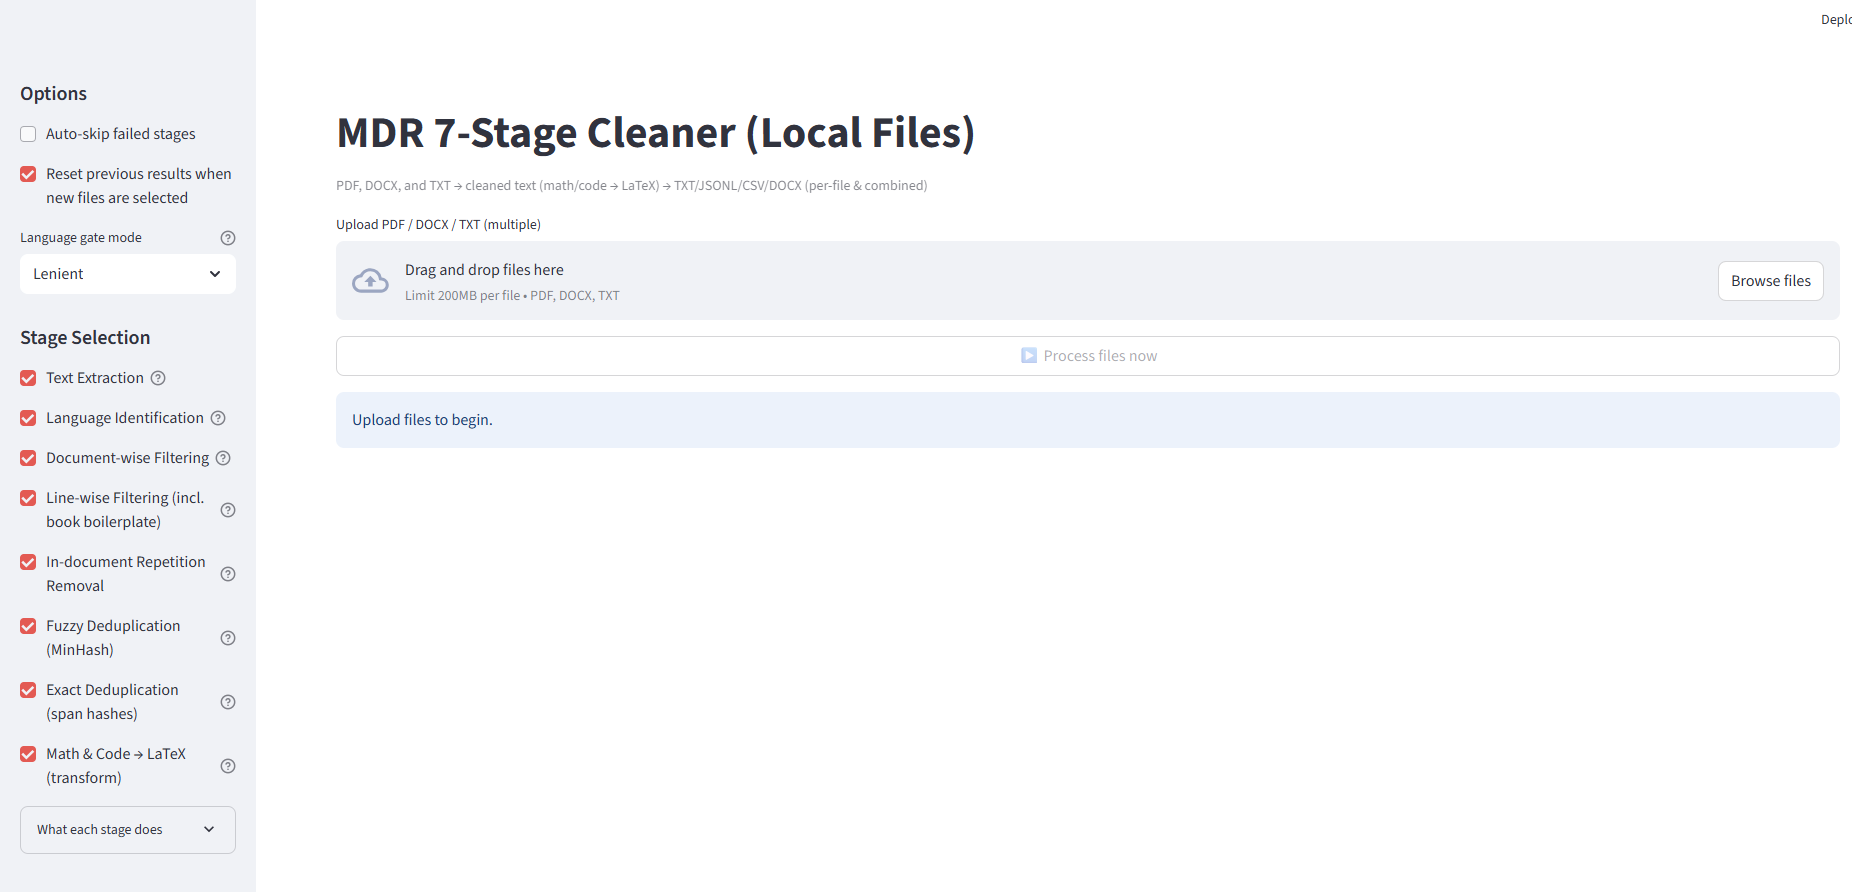 Deplo
Options
Auto-skip failed stages
Reset previous results when
new files are selected
Language gate mode
Lenient
Stage Selection
Text Extraction
Language Identification
Document-wise Filtering
Line-wise Filtering (incl.
book boilerplate)
In-document Repetition
Removal
Fuzzy Deduplication
(MinHash)
Exact Deduplication
(span hashes)
Math & Code → LaTeX
(transform)
What each stage does
MDR 7-Stage Cleaner (Local Files)
PDF, DOCX, and TXT → cleaned text (math/code → LaTeX) → TXT/JSONL/CSV/DOCX (per-file & combined)
Upload PDF / DOCX / TXT (multiple)
Drag and drop files here
Limit 200MB per file • PDF, DOCX, TXT
Browse files
Process files now
Upload files to begin.